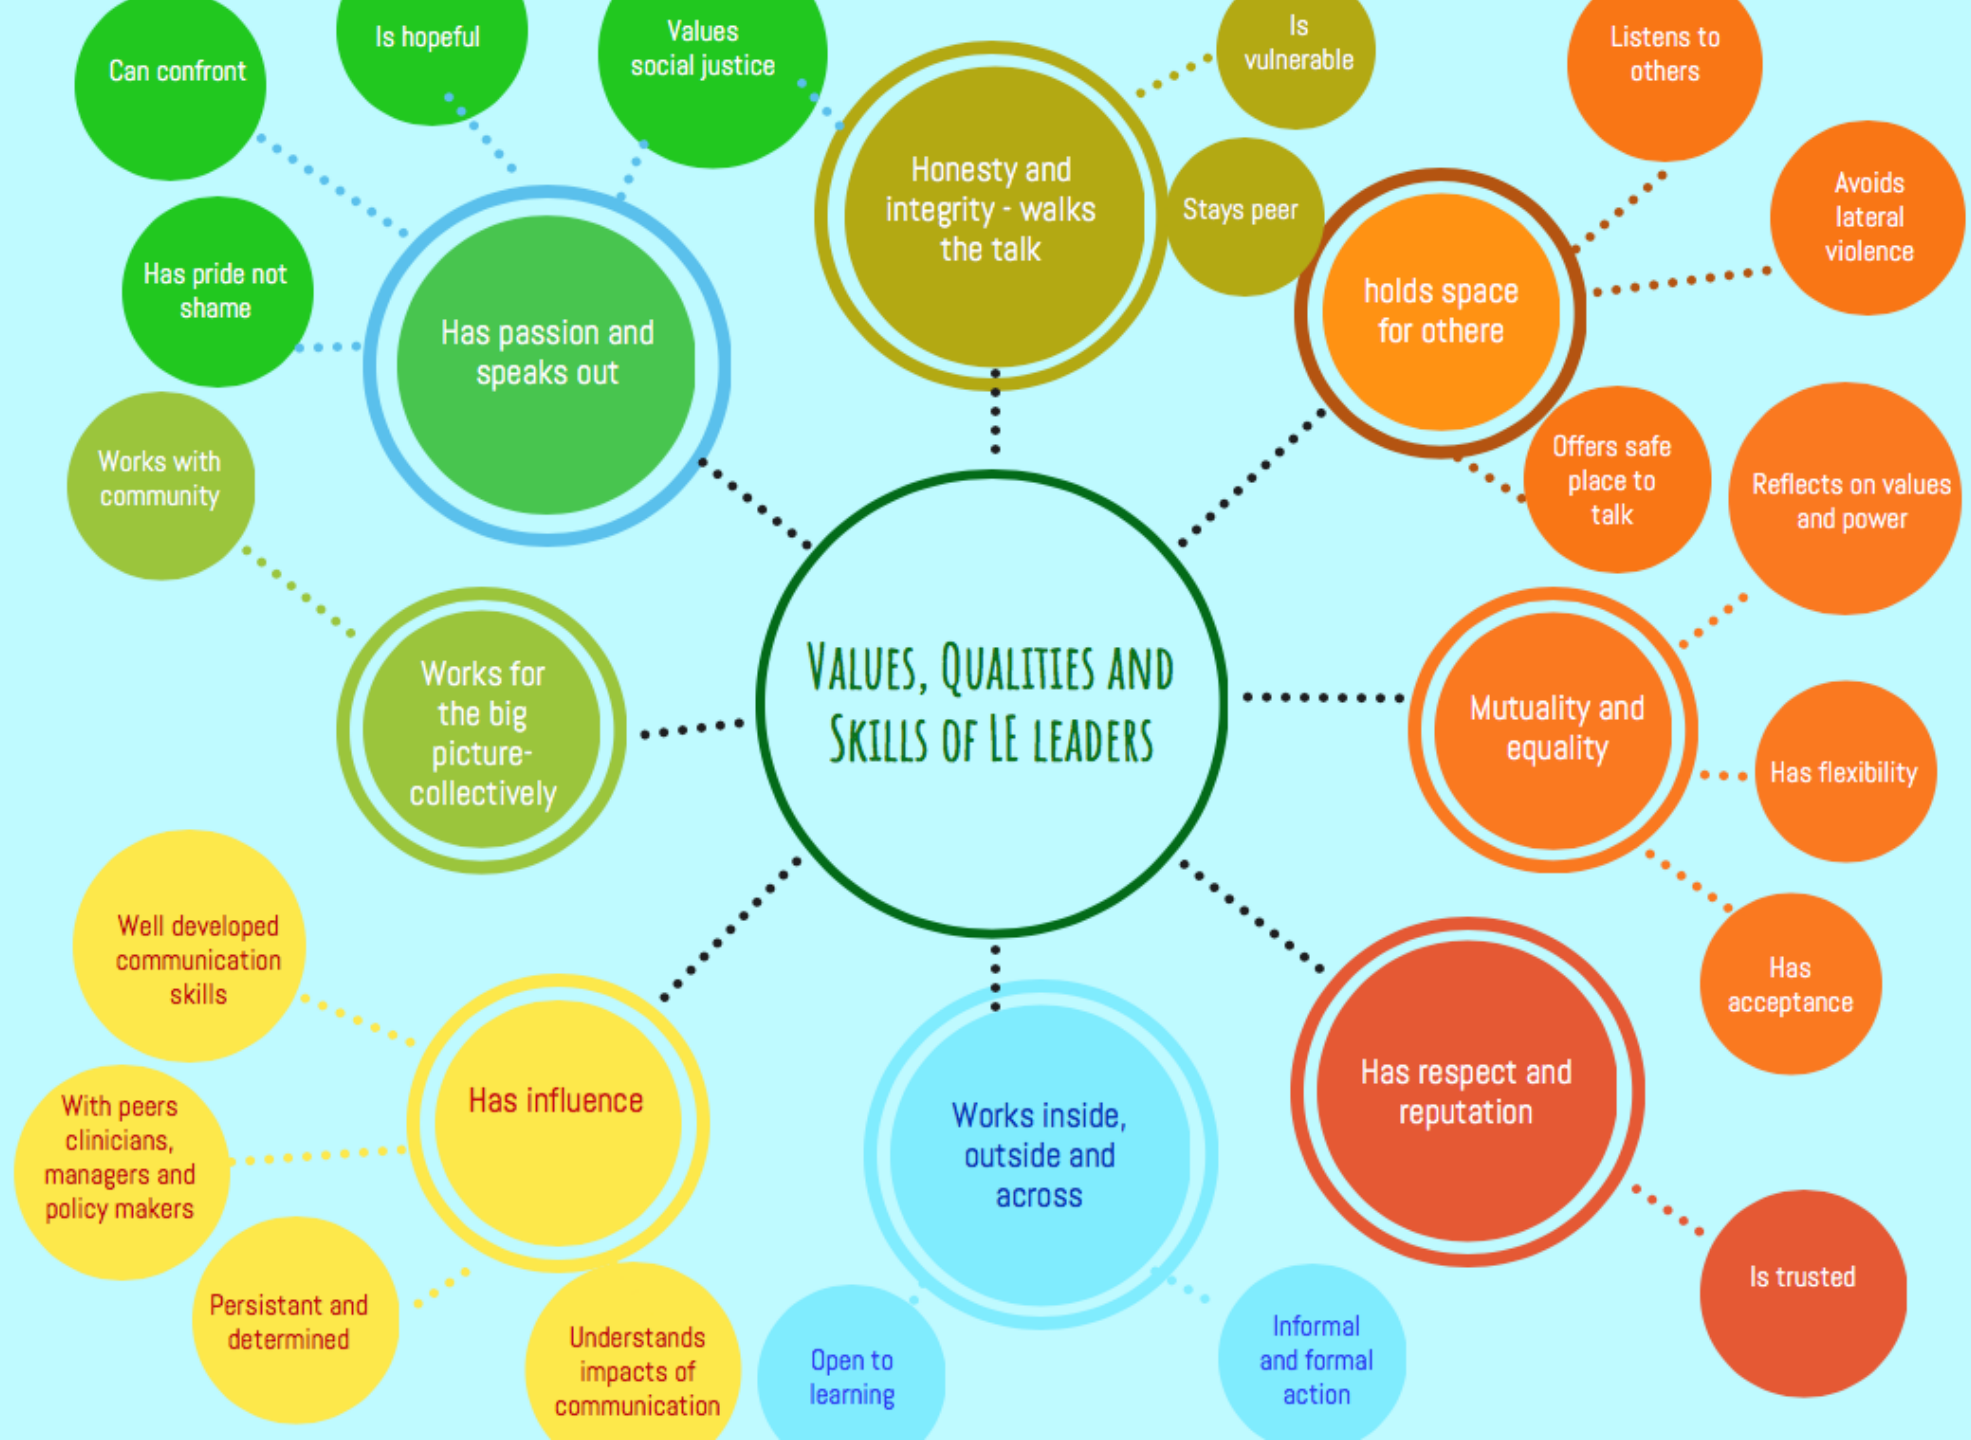 Can confront
Is hopeful
Values
social justice
Is
vulnerable
Listens to
others
Has pride not
shame
Has passion and
speaks out
Honesty and
integrity - walks
the talk
Stays peer
holds space
for othere
Avoids
lateral
violence
Works with
community
Offers safe
place to
talk
Reflects on values
and power
Works for
the big
picture-
collectively
Values, Qualities and
Skills of LE leaders
Mutuality and
equality
Has flexibility
Has
acceptance
Well developed
communication
skills
Has influence
With peers
clinicians,
managers and
policy makers
Persistant and
determined
Understands
impacts of
communication
Works inside,
outside and
across
Open to
learning
Informal
and formal
action
Has respect and
reputation
Is trusted